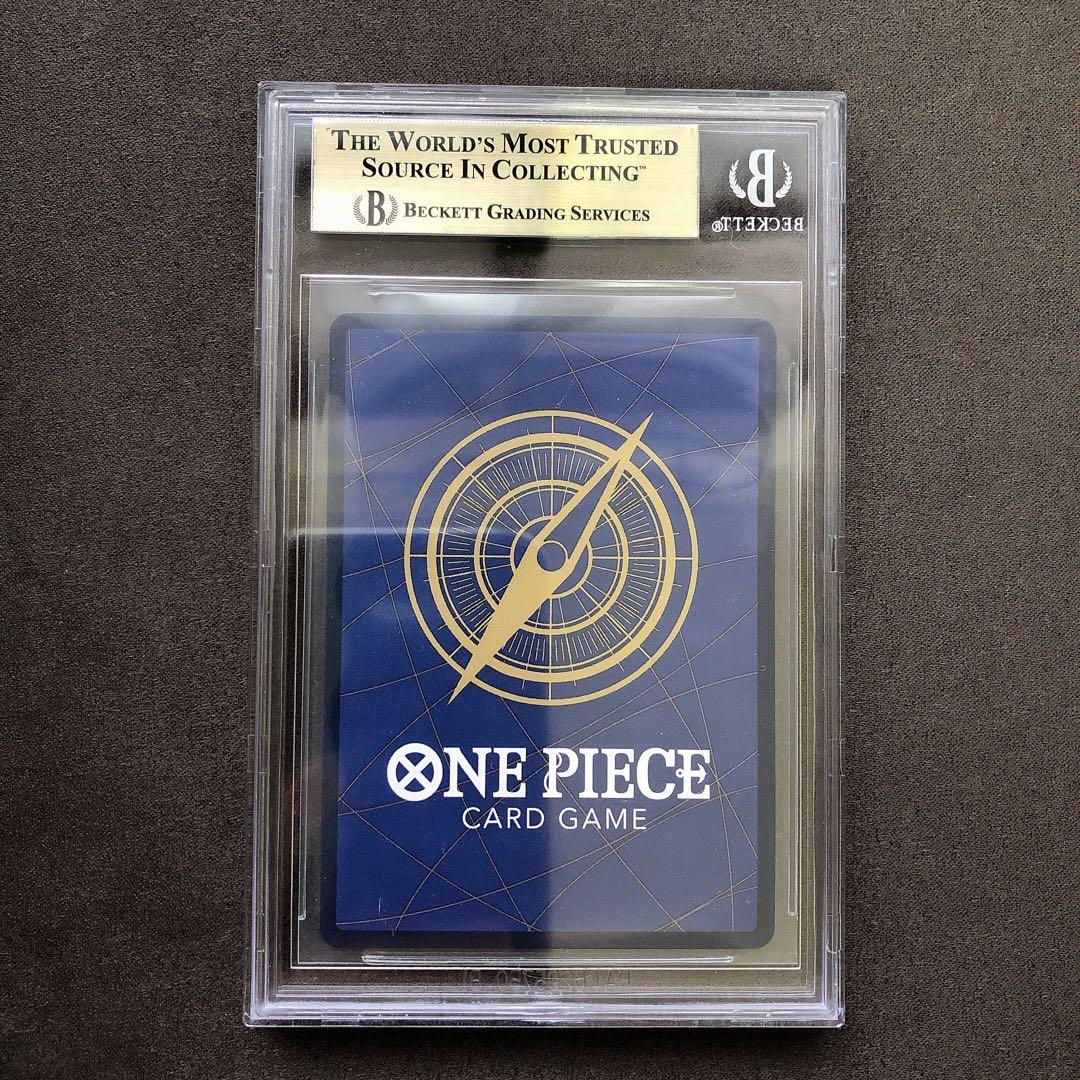 THE WORLD'S MOST TRUSTED
SOURCE IN COLLECTING™
B BECKETT GRADING SERVICES
B
BECKETT®
ONE PIECE
CARD GAME